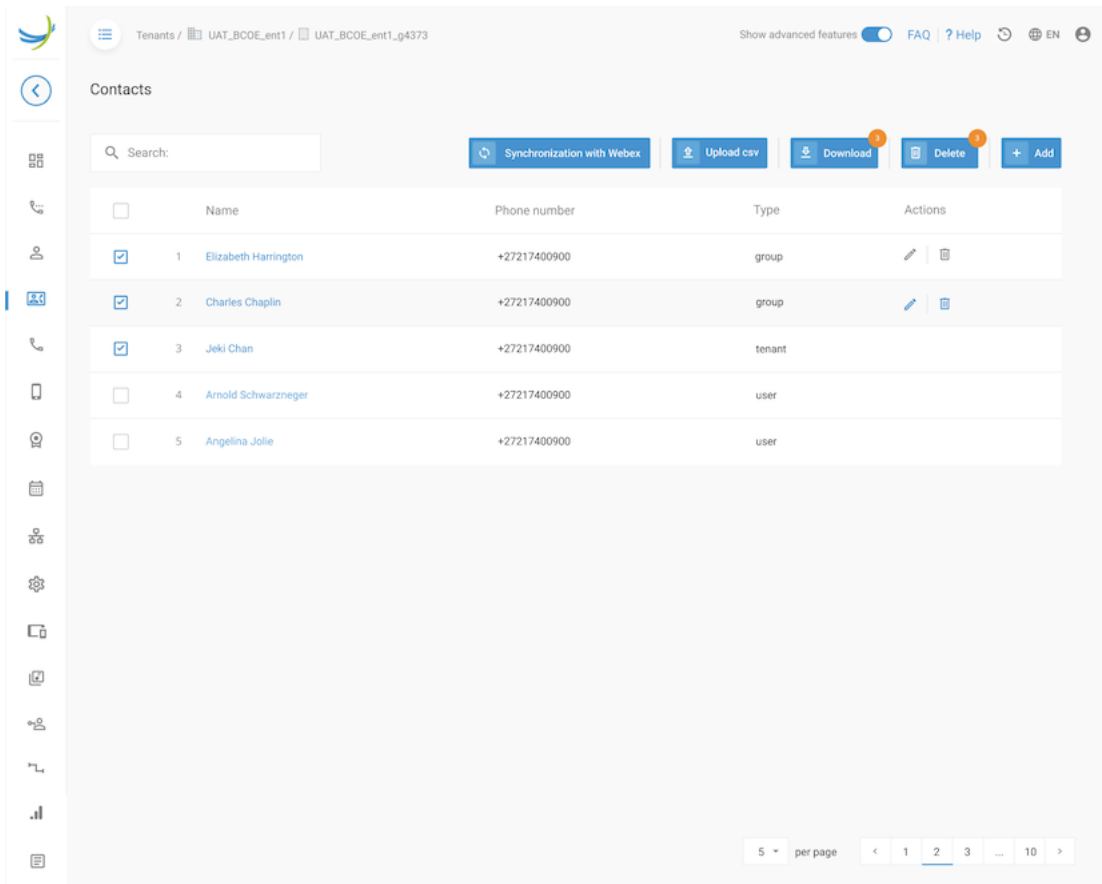 Tenants / UAT_BCOE_ent1 / UAT_BCOE_ent1_g4373 Show advanced features FAQ ? Help EN
Contacts
Search: Synchronization with Webex Upload csv Download 3 Delete 3 + Add
Name Phone number Type Actions
1 Elizabeth Harrington +27217400900 group
2 Charles Chaplin +27217400900 group
3 Jeki Chan +27217400900 tenant
4 Arnold Schwarzneger +27217400900 user
5 Angelina Jolie +27217400900 user
5 per page < 1 2 3 ... 10 >